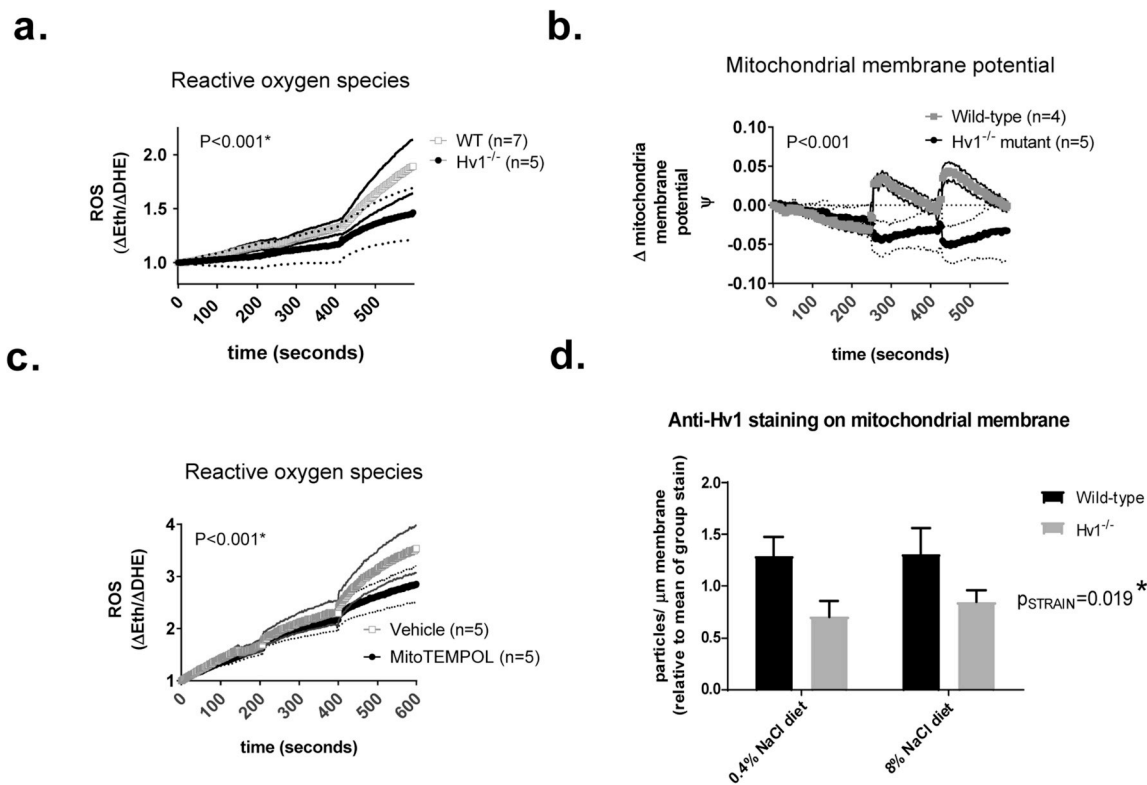 a.
Reactive oxygen species
P<0.001*
WT (n=7)
Hv1-/- (n=5)
ROS
(ΔEth/ΔDHE)
2.0
1.5
1.0
0
100
200
300
400
500
time (seconds)
b.
Mitochondrial membrane potential
Wild-type (n=4)
Hv1-/- mutant (n=5)
P<0.001
Δ mitochondria
membrane
potential
ψ
0.10
0.05
0.00
-0.05
-0.10
0
100
200
300
400
500
time (seconds)
c.
Reactive oxygen species
P<0.001*
ROS
(ΔEth/ΔDHE)
4
3
2
1
Vehicle (n=5)
MitoTEMPOL (n=5)
0
100
200
300
400
500
600
time (seconds)
d.
Anti-Hv1 staining on mitochondrial membrane
particles/ μm membrane
(relative to mean of group stain)
2.0
1.5
1.0
0.5
0.0
Wild-type
Hv1-/-
pSTRAIN=0.019*
0.4% NaCl diet
8% NaCl diet